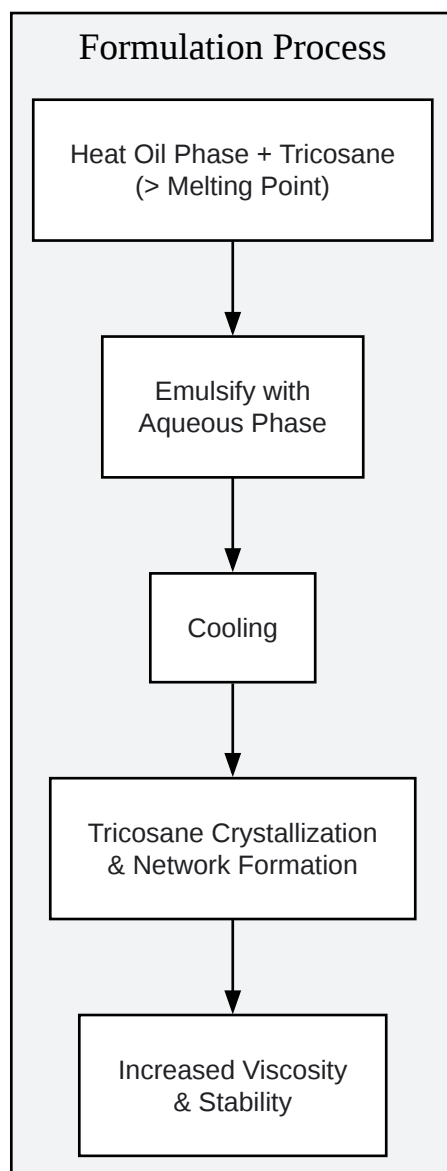 Formulation Process
Heat Oil Phase + Tricosane
(> Melting Point)
Emulsify with
Aqueous Phase
Cooling
Tricosane Crystallization
& Network Formation
Increased Viscosity
& Stability